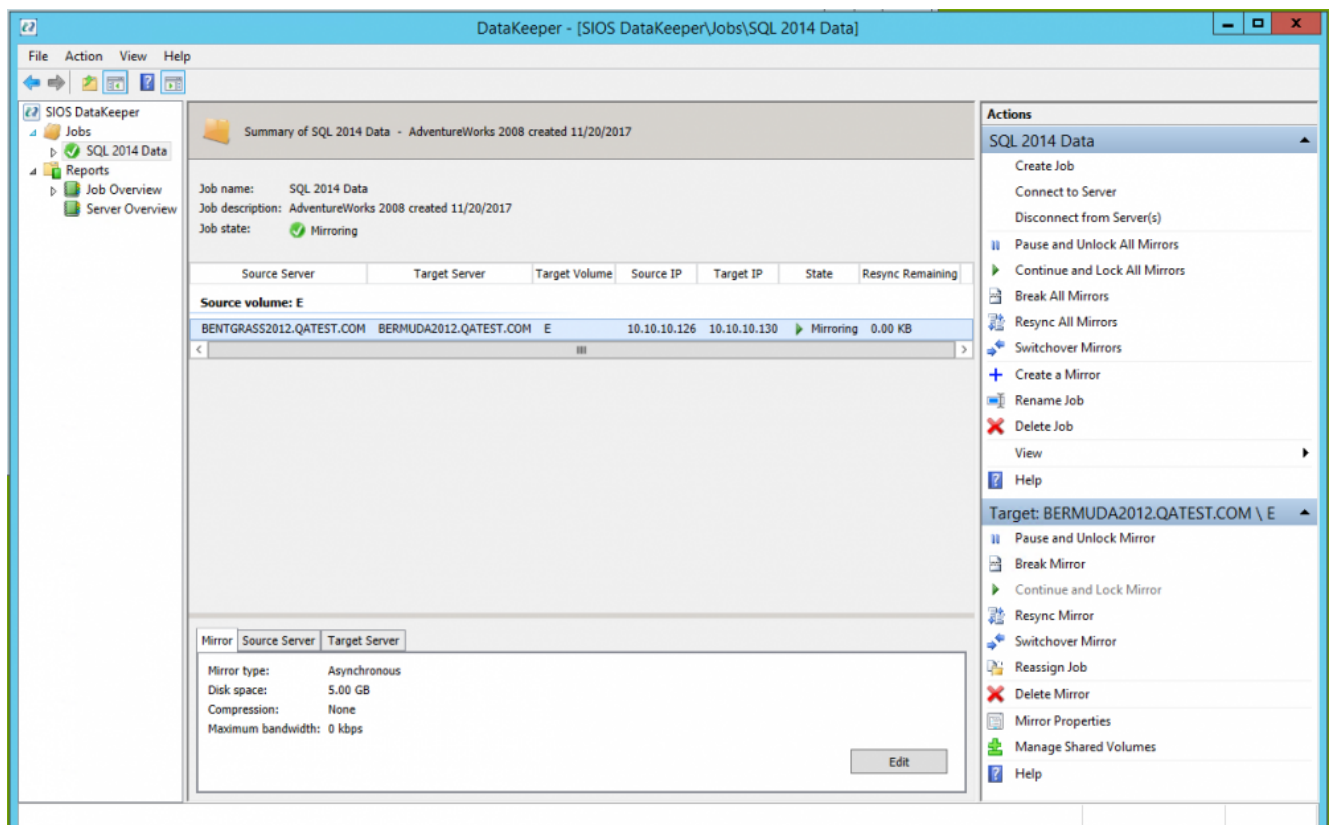 DataKeeper - [SIOS DataKeeper\Jobs\SQL 2014 Data]
File Action View Help
SIOS DataKeeper
Jobs
SQL 2014 Data
Reports
Job Overview
Server Overview
Summary of SQL 2014 Data - AdventureWorks 2008 created 11/20/2017
Job name: SQL 2014 Data
Job description: AdventureWorks 2008 created 11/20/2017
Job state: Mirroring
Source Server Target Server Target Volume Source IP Target IP State Resync Remaining
Source volume: E
BENTGRASS2012.QATEST.COM BERMUDA2012.QATEST.COM E 10.10.10.126 10.10.10.130 Mirroring 0.00 KB
Mirror Source Server Target Server
Mirror type: Asynchronous
Disk space: 5.00 GB
Compression: None
Maximum bandwidth: 0 kbps
Edit
Actions
SQL 2014 Data
Create Job
Connect to Server
Disconnect from Server(s)
Pause and Unlock All Mirrors
Continue and Lock All Mirrors
Break All Mirrors
Resync All Mirrors
Switchover Mirrors
Create a Mirror
Rename Job
Delete Job
View
Help
Target: BERMUDA2012.QATEST.COM \ E
Pause and Unlock Mirror
Break Mirror
Continue and Lock Mirror
Resync Mirror
Switchover Mirror
Reassign Job
Delete Mirror
Mirror Properties
Manage Shared Volumes
Help